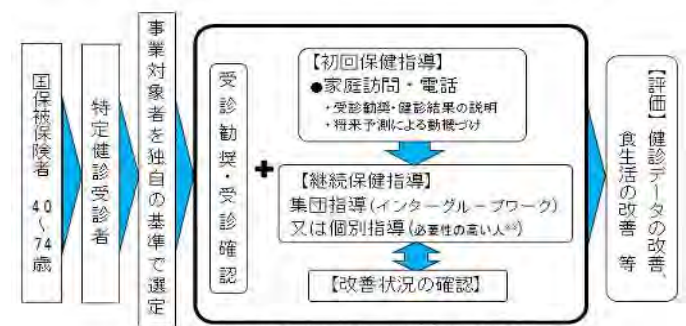 国保被保険者 40〜74歳
特定健診受診者
事業対象者を独自の基準で選定
受診勧奨・受診確認
+
【初回保健指導】
●家庭訪問・電話
・受診勧奨・健診結果の説明
・将来予測による動機づけ
【継続保健指導】
集団指導(インターグループワーク)
又は個別指導(必要性の高い人※)
【改善状況の確認】
【評価】健診データの改善、
食生活の改善 等